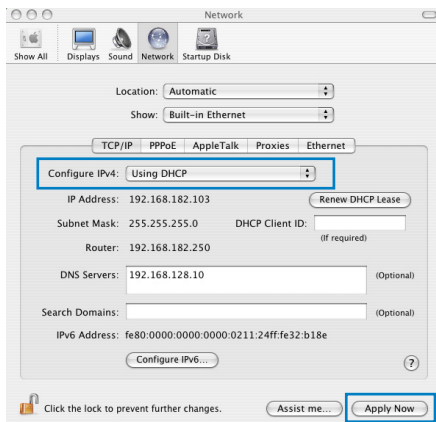 Network
Show All Displays Sound Network Startup Disk
Location: Automatic
Show: Built-in Ethernet
TCP/IP PPPoE AppleTalk Proxies Ethernet
Configure IPv4: Using DHCP
IP Address: 192.168.182.103 Renew DHCP Lease
Subnet Mask: 255.255.255.0 DHCP Client ID:
(If required)
Router: 192.168.182.250
DNS Servers: 192.168.128.10 (Optional)
Search Domains: (Optional)
IPv6 Address: fe80:0000:0000:0000:0211:24ff:fe32:b18e
Configure IPv6... ?
Click the lock to prevent further changes. Assist me... Apply Now